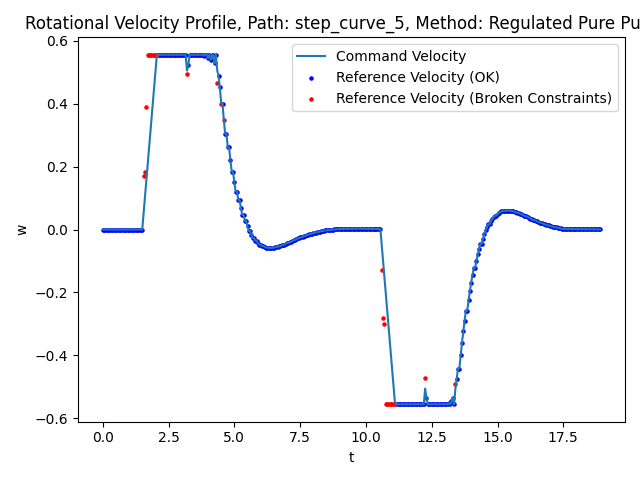 Rotational Velocity Profile, Path: step_curve_5, Method: Regulated Pure Pu
Command Velocity
Reference Velocity (OK)
Reference Velocity (Broken Constraints)
0.6
0.4
0.2
0.0
−0.2
−0.4
−0.6
w
0.0 2.5 5.0 7.5 10.0 12.5 15.0 17.5
t